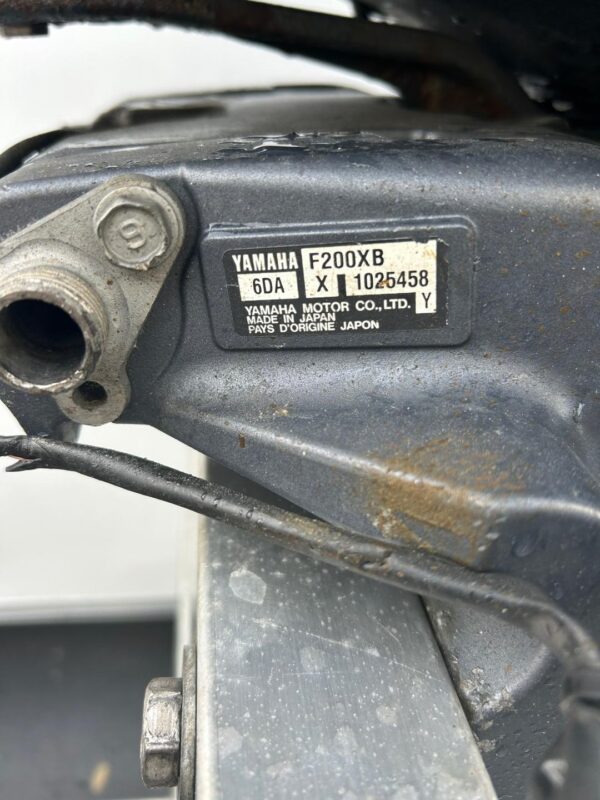 YAMAHA F200XB
6DA X 1025458
YAMAHA MOTOR CO., LTD. Y
MADE IN JAPAN
PAYS D'ORIGINE JAPON